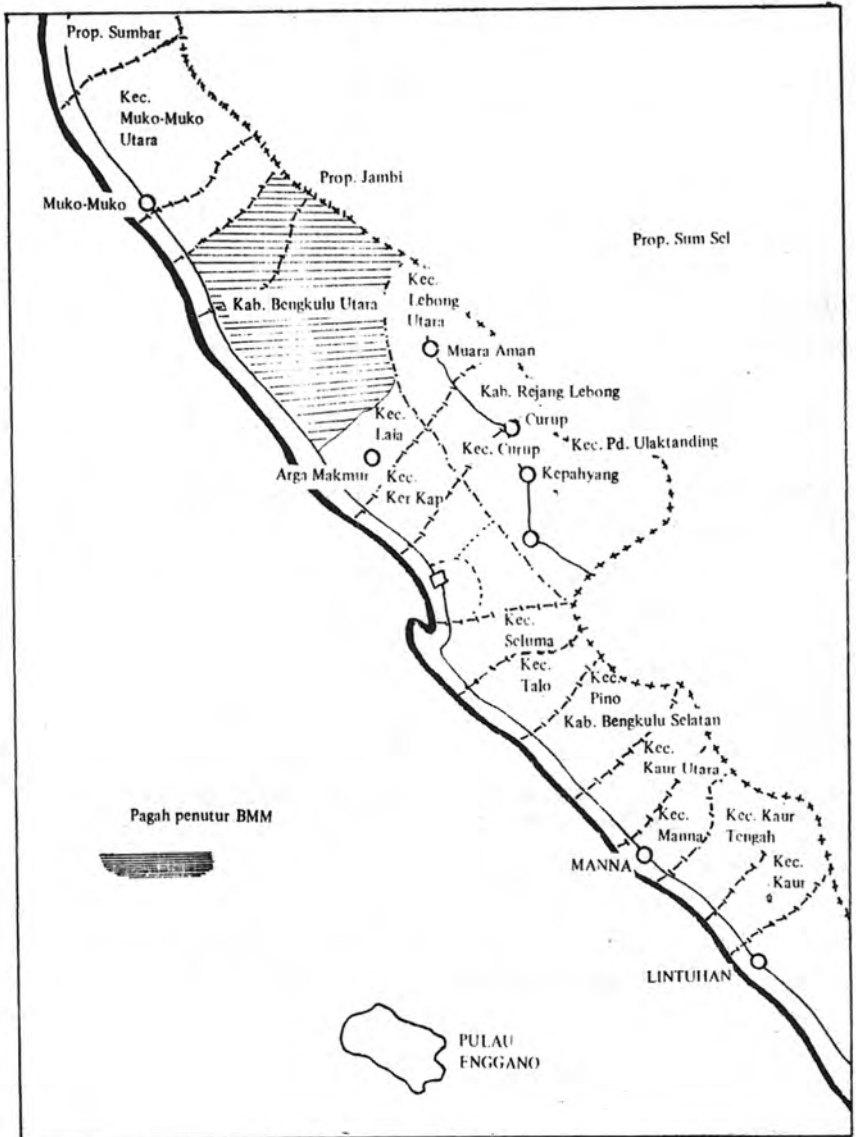 Prop. Sumbar
Kec.
Muko-Muko
Utara
Prop. Jambi
Muko-Muko
Prop. Sum Sel
Kec.
Lebong
Utara
Kab. Bengkulu Utara
Muara Aman
Kab. Rejang Lebong
Kec.
Laia
Curup
Kec. Curup
Kec. Pd. Ulaktanding
Arga Makmur
Kec.
Ker Kap
Kepahyang
Kec.
Seluma
Kec.
Talo
Kec.
Pino
Kab. Bengkulu Selatan
Kec.
Kaur Utara
Pagah penutur BMM
Kec.
Manna
Kec. Kaur
Tengah
MANNA
Kec.
Kaur
LINTUHAN
PULAU
ENGGANO